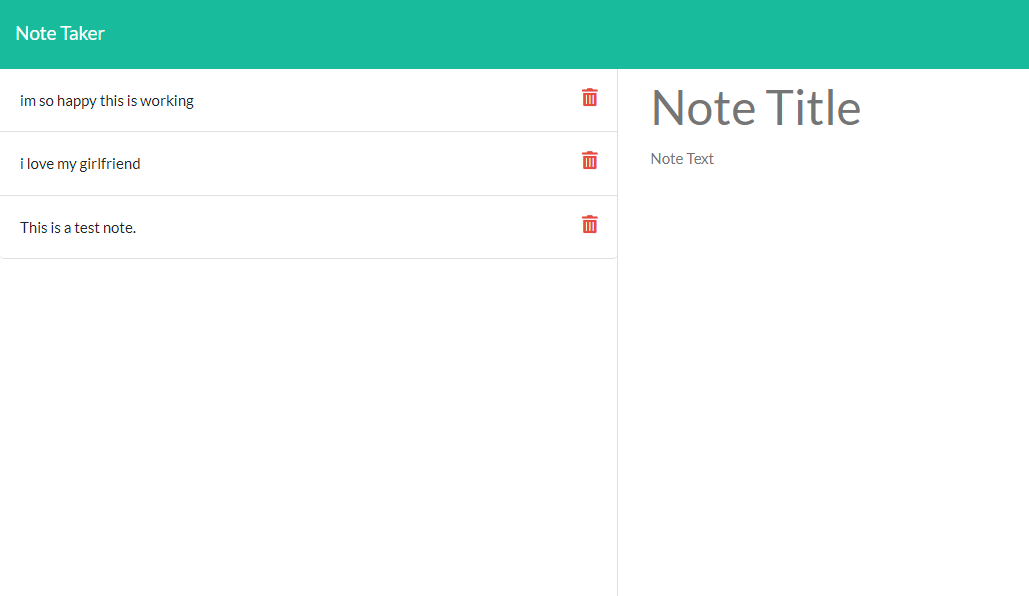 Note Taker
im so happy this is working
i love my girlfriend
This is a test note.
Note Title
Note Text